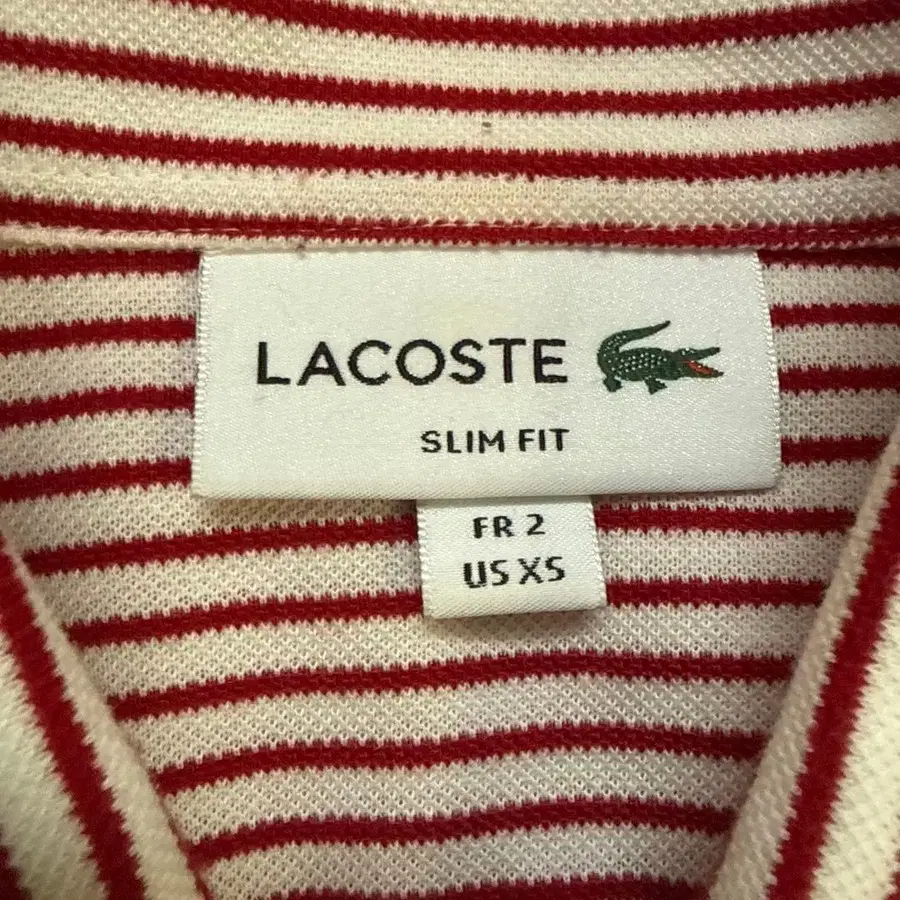 LACOSTE
SLIM FIT
FR 2
US XS